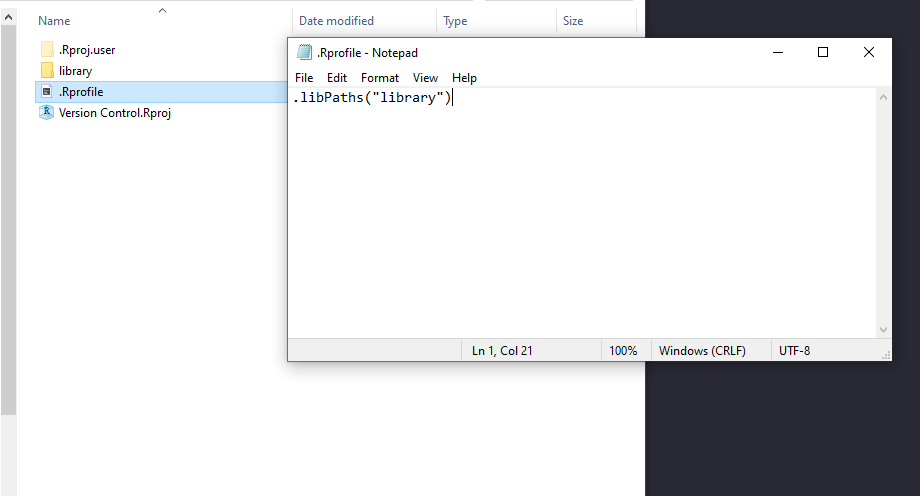 Name Date modified Type Size
.Rproj.user
library
.Rprofile
Version Control.Rproj
.Rprofile - Notepad
File Edit Format View Help
.libPaths("library")
Ln 1, Col 21 100% Windows (CRLF) UTF-8